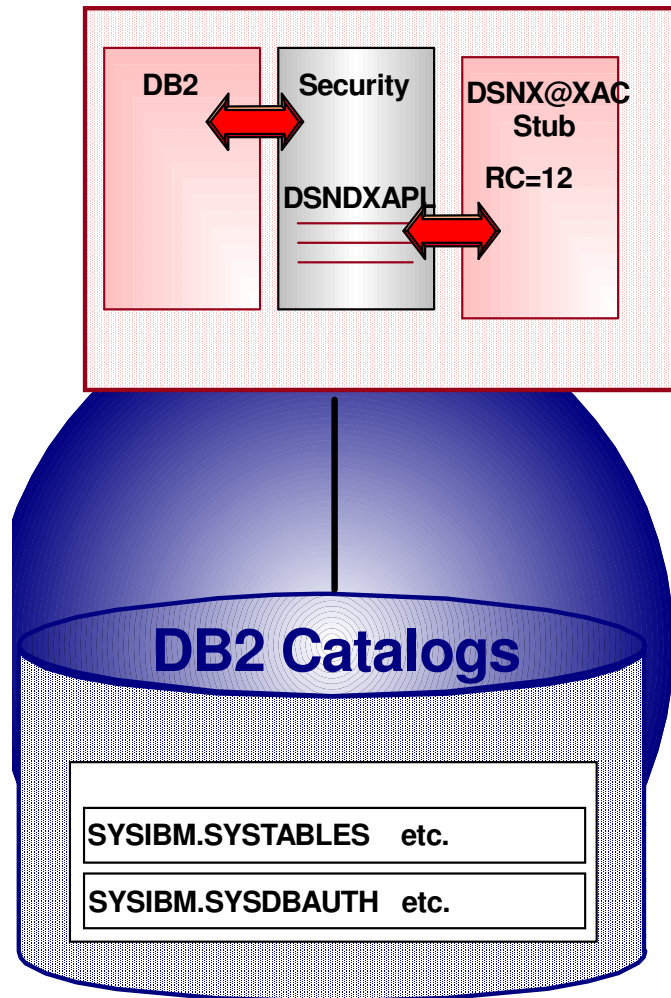 DB2
Security
DSNX@XAC
Stub
RC=12
DSNDXAPL
DB2 Catalogs
SYSIBM.SYSTABLES etc.
SYSIBM.SYSDBAUTH etc.